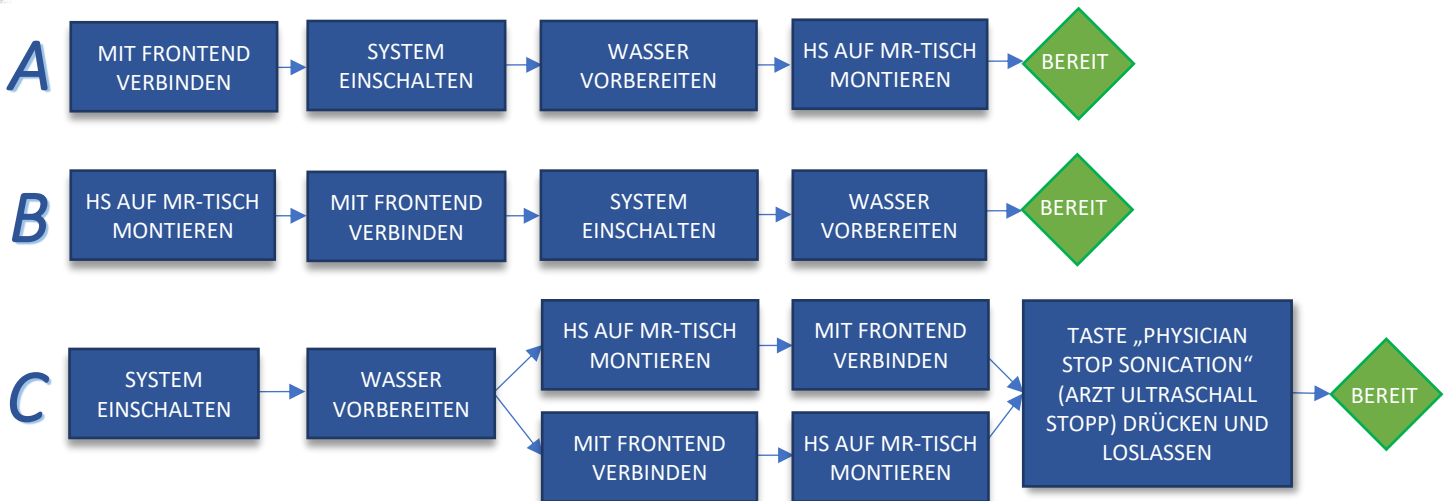 A
MIT FRONTEND
VERBINDEN
SYSTEM
EINSCHALTEN
WASSER
VORBEREITEN
HS AUF MR-TISCH
MONTIEREN
BEREIT
B
HS AUF MR-TISCH
MONTIEREN
MIT FRONTEND
VERBINDEN
SYSTEM
EINSCHALTEN
WASSER
VORBEREITEN
BEREIT
C
SYSTEM
EINSCHALTEN
WASSER
VORBEREITEN
HS AUF MR-TISCH
MONTIEREN
MIT FRONTEND
VERBINDEN
MIT FRONTEND
VERBINDEN
HS AUF MR-TISCH
MONTIEREN
TASTE „PHYSICIAN
STOP SONICATION“
(ARZT ULTRASCHALL
STOPP) DRÜCKEN UND
LOSLASSEN
BEREIT